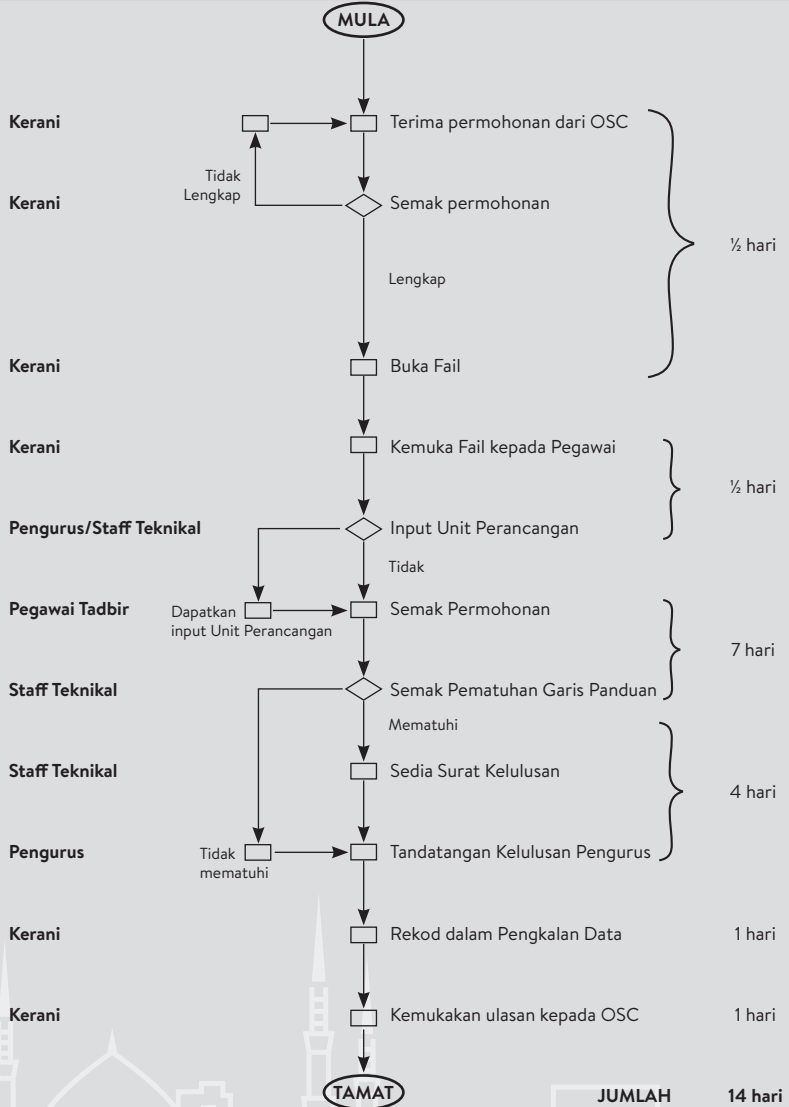 MULA
Kerani Terima permohonan dari OSC
Tidak
Lengkap
Kerani Semak permohonan
½ hari
Lengkap
Kerani Buka Fail
Kerani Kemuka Fail kepada Pegawai
½ hari
Pengurus/Staff Teknikal Input Unit Perancangan
Tidak
Pegawai Tadbir Dapatkan Semak Permohonan
input Unit Perancangan
7 hari
Staff Teknikal Semak Pematuhan Garis Panduan
Mematuhi
Staff Teknikal Sedia Surat Kelulusan
4 hari
Pengurus Tidak Tandatangan Kelulusan Pengurus
mematuhi
Kerani Rekod dalam Pengkalan Data 1 hari
Kerani Kemukakan ulasan kepada OSC 1 hari
TAMAT JUMLAH 14 hari